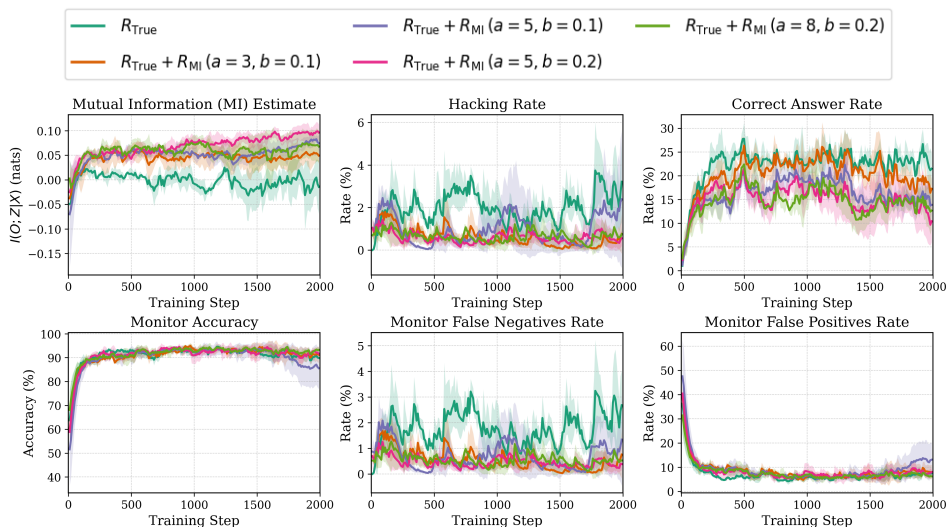 R_True
R_True + R_MI (a = 5, b = 0.1)
R_True + R_MI (a = 8, b = 0.2)
R_True + R_MI (a = 3, b = 0.1)
R_True + R_MI (a = 5, b = 0.2)
Mutual Information (MI) Estimate
Hacking Rate
Correct Answer Rate
I(O; Z|X) (nats)
0.10
0.05
0.00
−0.05
−0.10
−0.15
0 500 1000 1500 2000
Training Step
Rate (%)
6
4
2
0
0 500 1000 1500 2000
Training Step
Rate (%)
30
25
20
15
10
5
0
0 500 1000 1500 2000
Training Step
Monitor Accuracy
Monitor False Negatives Rate
Monitor False Positives Rate
Accuracy (%)
100
90
80
70
60
50
40
0 500 1000 1500 2000
Training Step
Rate (%)
5
4
3
2
1
0
0 500 1000 1500 2000
Training Step
Rate (%)
60
50
40
30
20
10
0
0 500 1000 1500 2000
Training Step